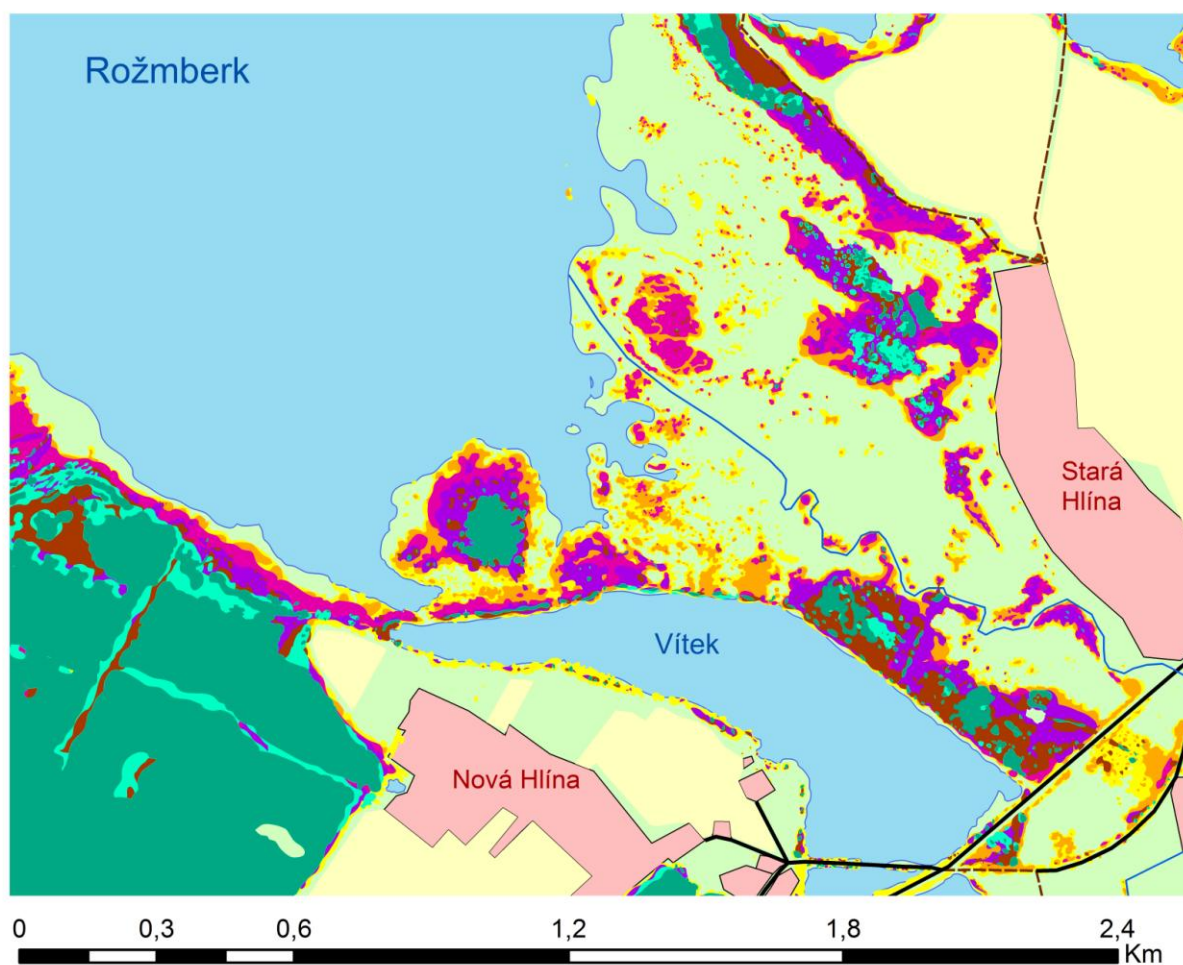 Rožmberk
Stará
Hlína
Vítek
Nová Hlína
0 0,3 0,6 1,2 1,8 2,4
Km